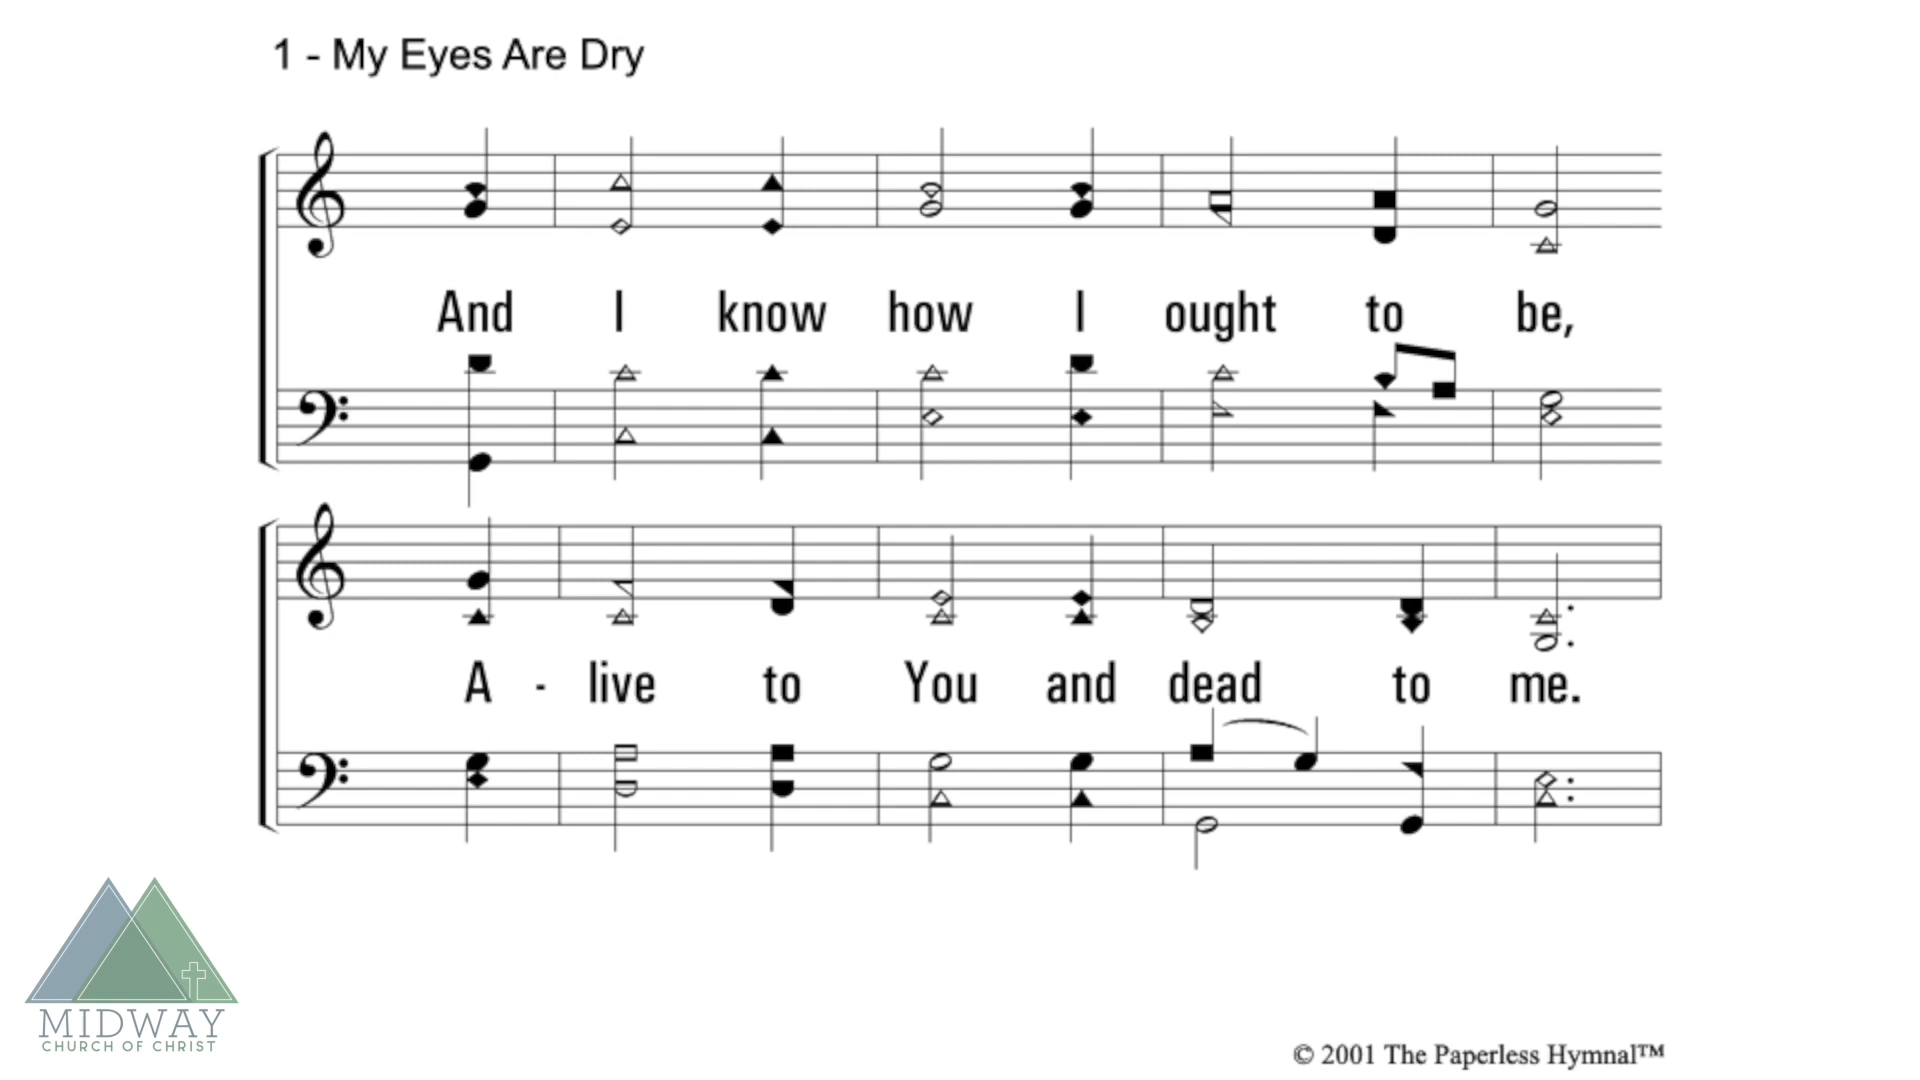 1 - My Eyes Are Dry
And I know how I ought to be,
A - live to You and dead to me.
MIDWAY
CHURCH OF CHRIST
© 2001 The Paperless Hymnal™